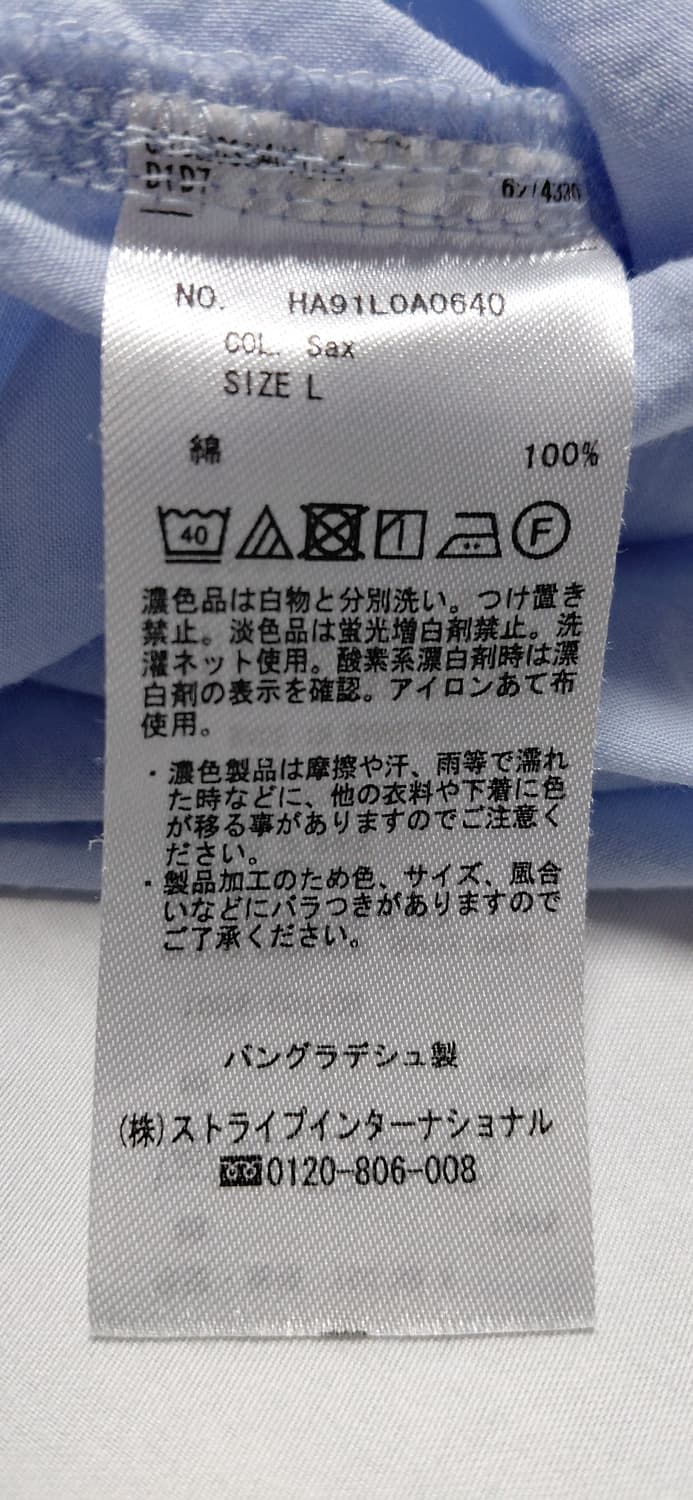 D1D7
NO. HA91L0A0640
COL. Sax
SIZE L
綿 100%
40 F
濃色品は白物と分別洗い。つけ置き
禁止。淡色品は蛍光増白剤禁止。洗
濯ネット使用。酸素系漂白剤時は漂
白剤の表示を確認。アイロンあて布
使用。
・濃色製品は摩擦や汗、雨等で濡れ
た時などに、他の衣料や下着に色
が移る事がありますのでご注意く
ださい。
・製品加工のため色、サイズ、風合
いなどにバラつきがありますので
ご了承ください。
バングラデシュ製
(株)ストライプインターナショナル
0120-806-008